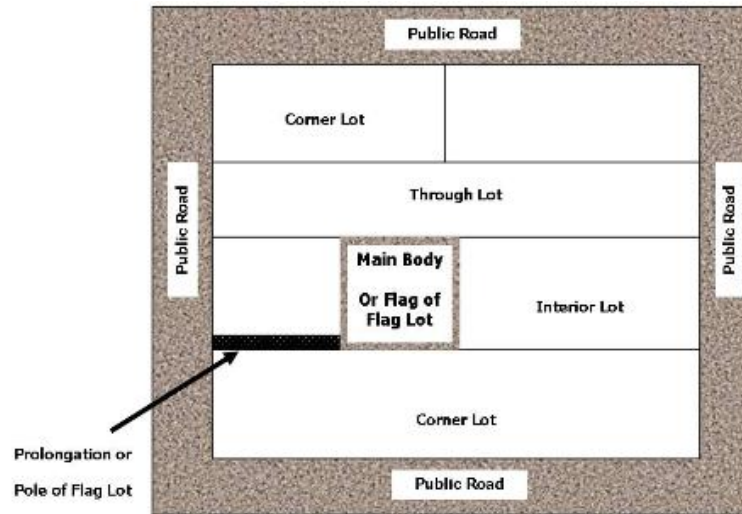 Public Road
Corner Lot
Through Lot
Public Road
Public Road
Main Body
Or Flag of
Flag Lot
Interior Lot
Corner Lot
Prolongation or
Pole of Flag Lot
Public Road